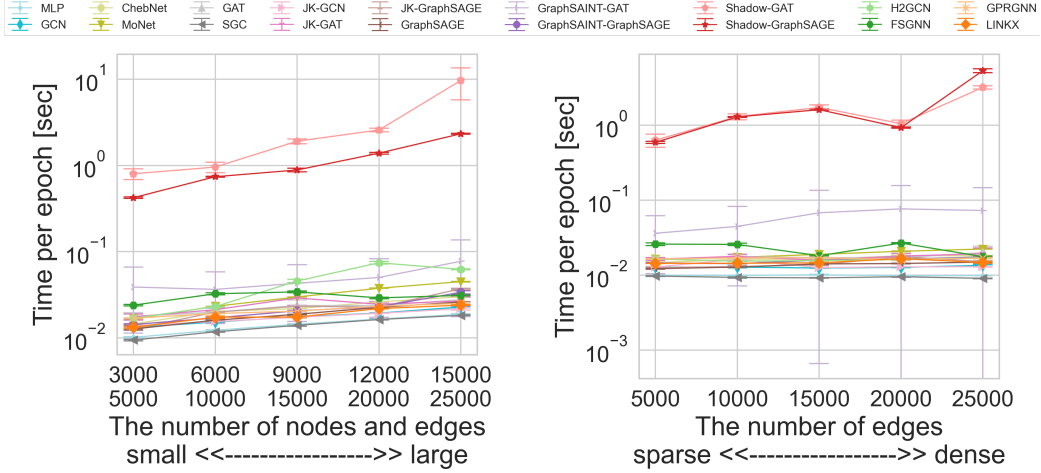 MLP ChebNet GAT JK-GCN JK-GraphSAGE GraphSAINT-GAT Shadow-GAT H2GCN GPRGNN
GCN MoNet SGC JK-GAT GraphSAGE GraphSAINT-GraphSAGE Shadow-GraphSAGE FSGNN LINKX
Time per epoch [sec]
10^1
10^0
10^-1
10^-2
3000 6000 9000 12000 15000
5000 10000 15000 20000 25000
The number of nodes and edges
small <<----------------->> large
Time per epoch [sec]
10^0
10^-1
10^-2
10^-3
5000 10000 15000 20000 25000
The number of edges
sparse <<----------------->> dense